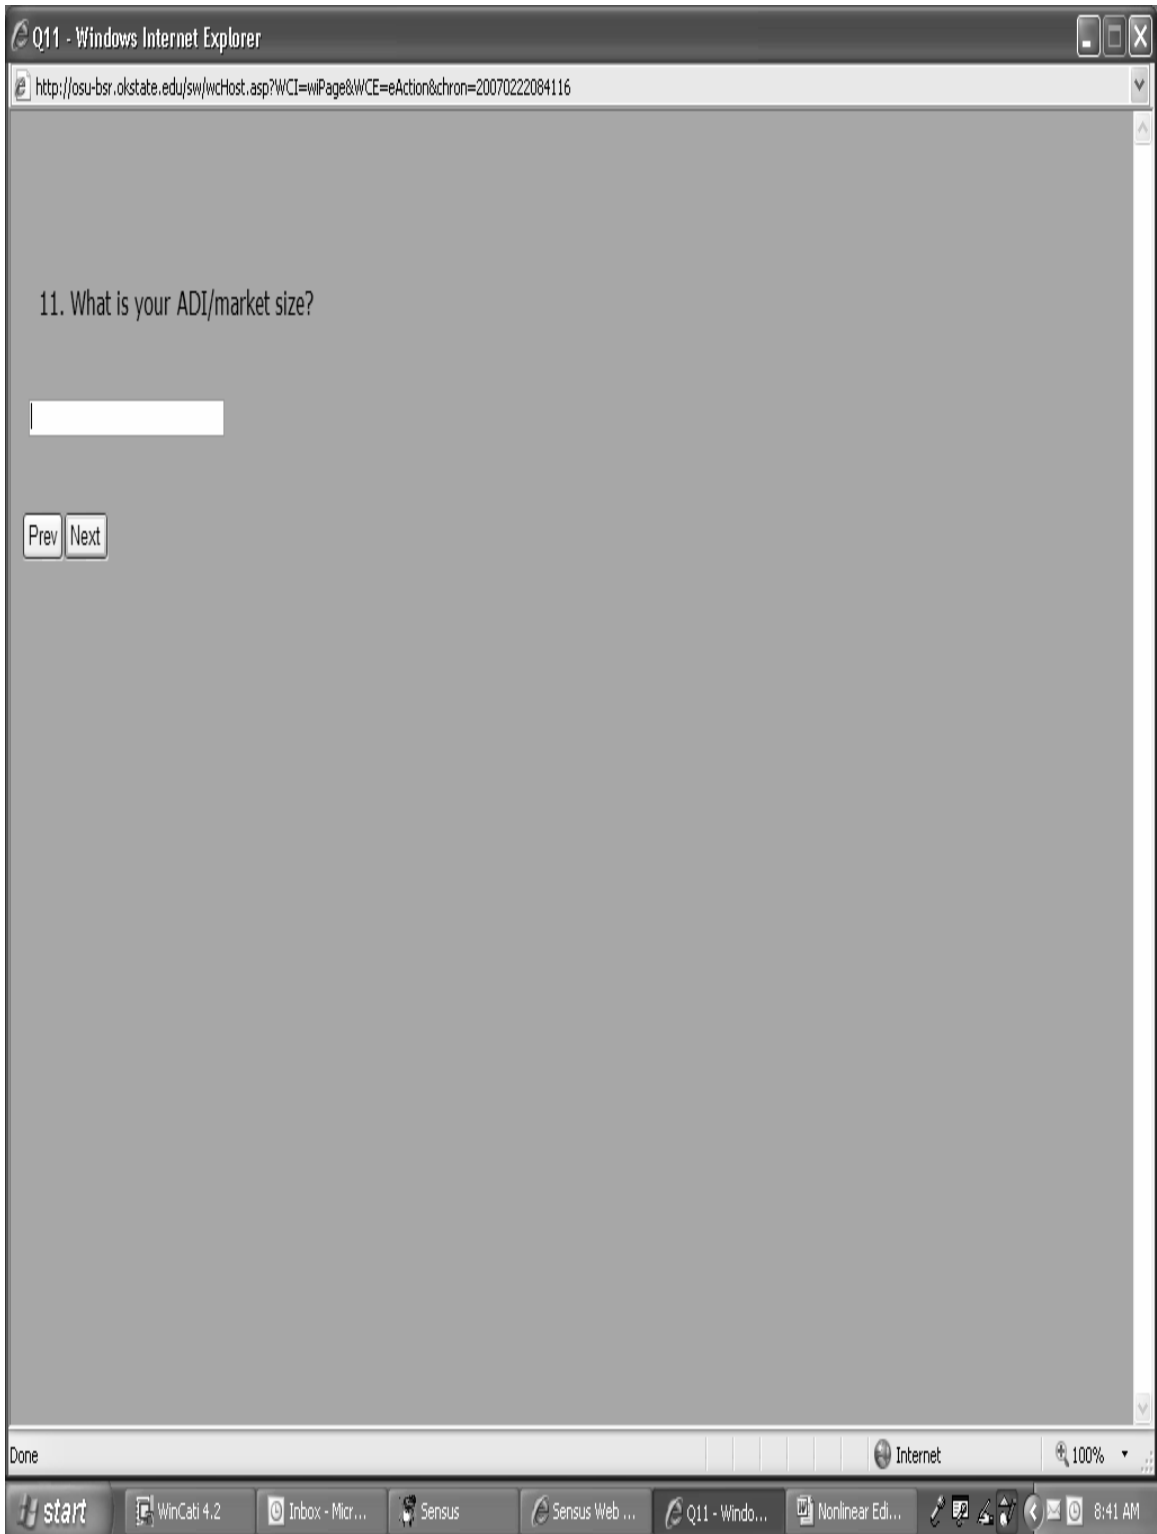 Q11 - Windows Internet Explorer
http://osu-bsr.okstate.edu/sw/wcHost.asp?WCI=wiPage&WCE=eAction&chron=20070222084116
11. What is your ADI/market size?
Prev Next
Done Internet 100%
start WinCati 4.2 Inbox - Micr... Sensus Sensus Web ... Q11 - Windo... Nonlinear Edi... 8:41 AM